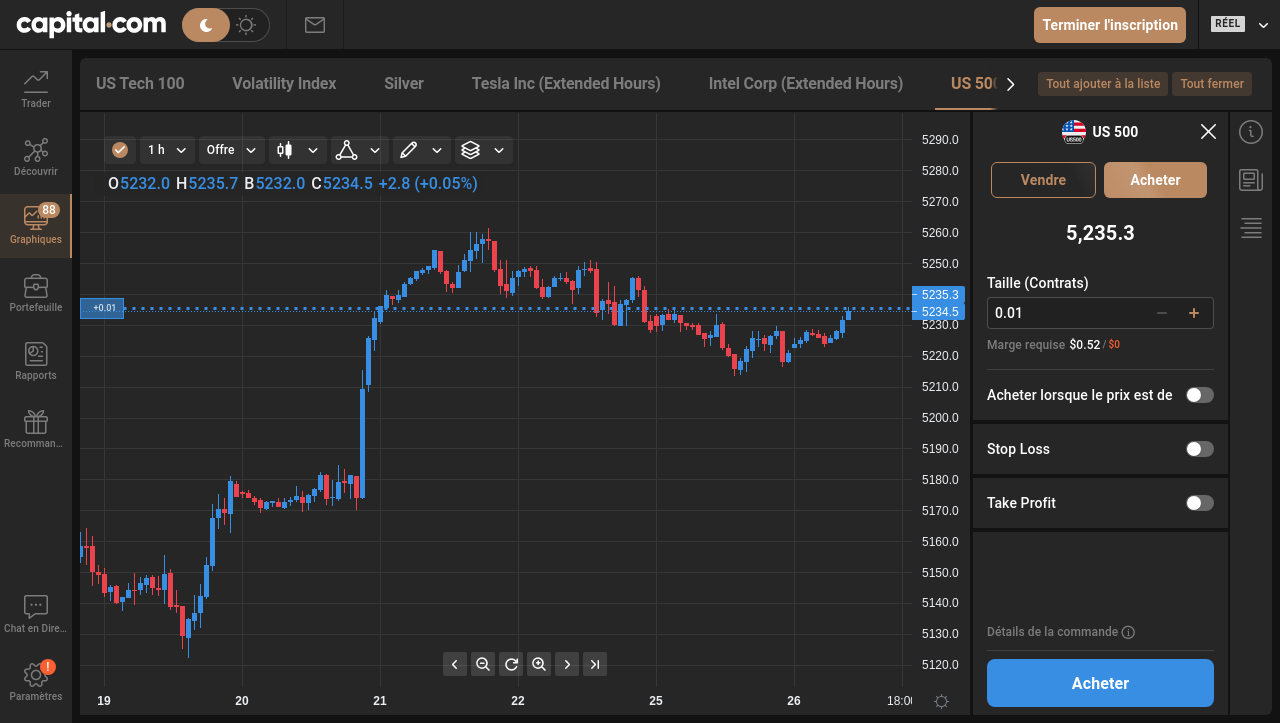 capital.com
Terminer l'inscription
RÉEL
Trader
Découvrir
88
Graphiques
Portefeuille
Rapports
Recomman...
Chat en Dire...
!
Paramètres
US Tech 100
Volatility Index
Silver
Tesla Inc (Extended Hours)
Intel Corp (Extended Hours)
US 500
Tout ajouter à la liste
Tout fermer
1 h
Offre
O5232.0 H5235.7 B5232.0 C5234.5 +2.8 (+0.05%)
+0.01
5290.0
5280.0
5270.0
5260.0
5250.0
5235.3
5234.5
5230.0
5220.0
5210.0
5200.0
5190.0
5180.0
5170.0
5160.0
5150.0
5140.0
5130.0
5120.0
19
20
21
22
25
26
18:00
US500
US 500
Vendre
Acheter
5,235.3
Taille (Contrats)
0.01
Marge requise $0.52 / $0
Acheter lorsque le prix est de
Stop Loss
Take Profit
Détails de la commande
Acheter